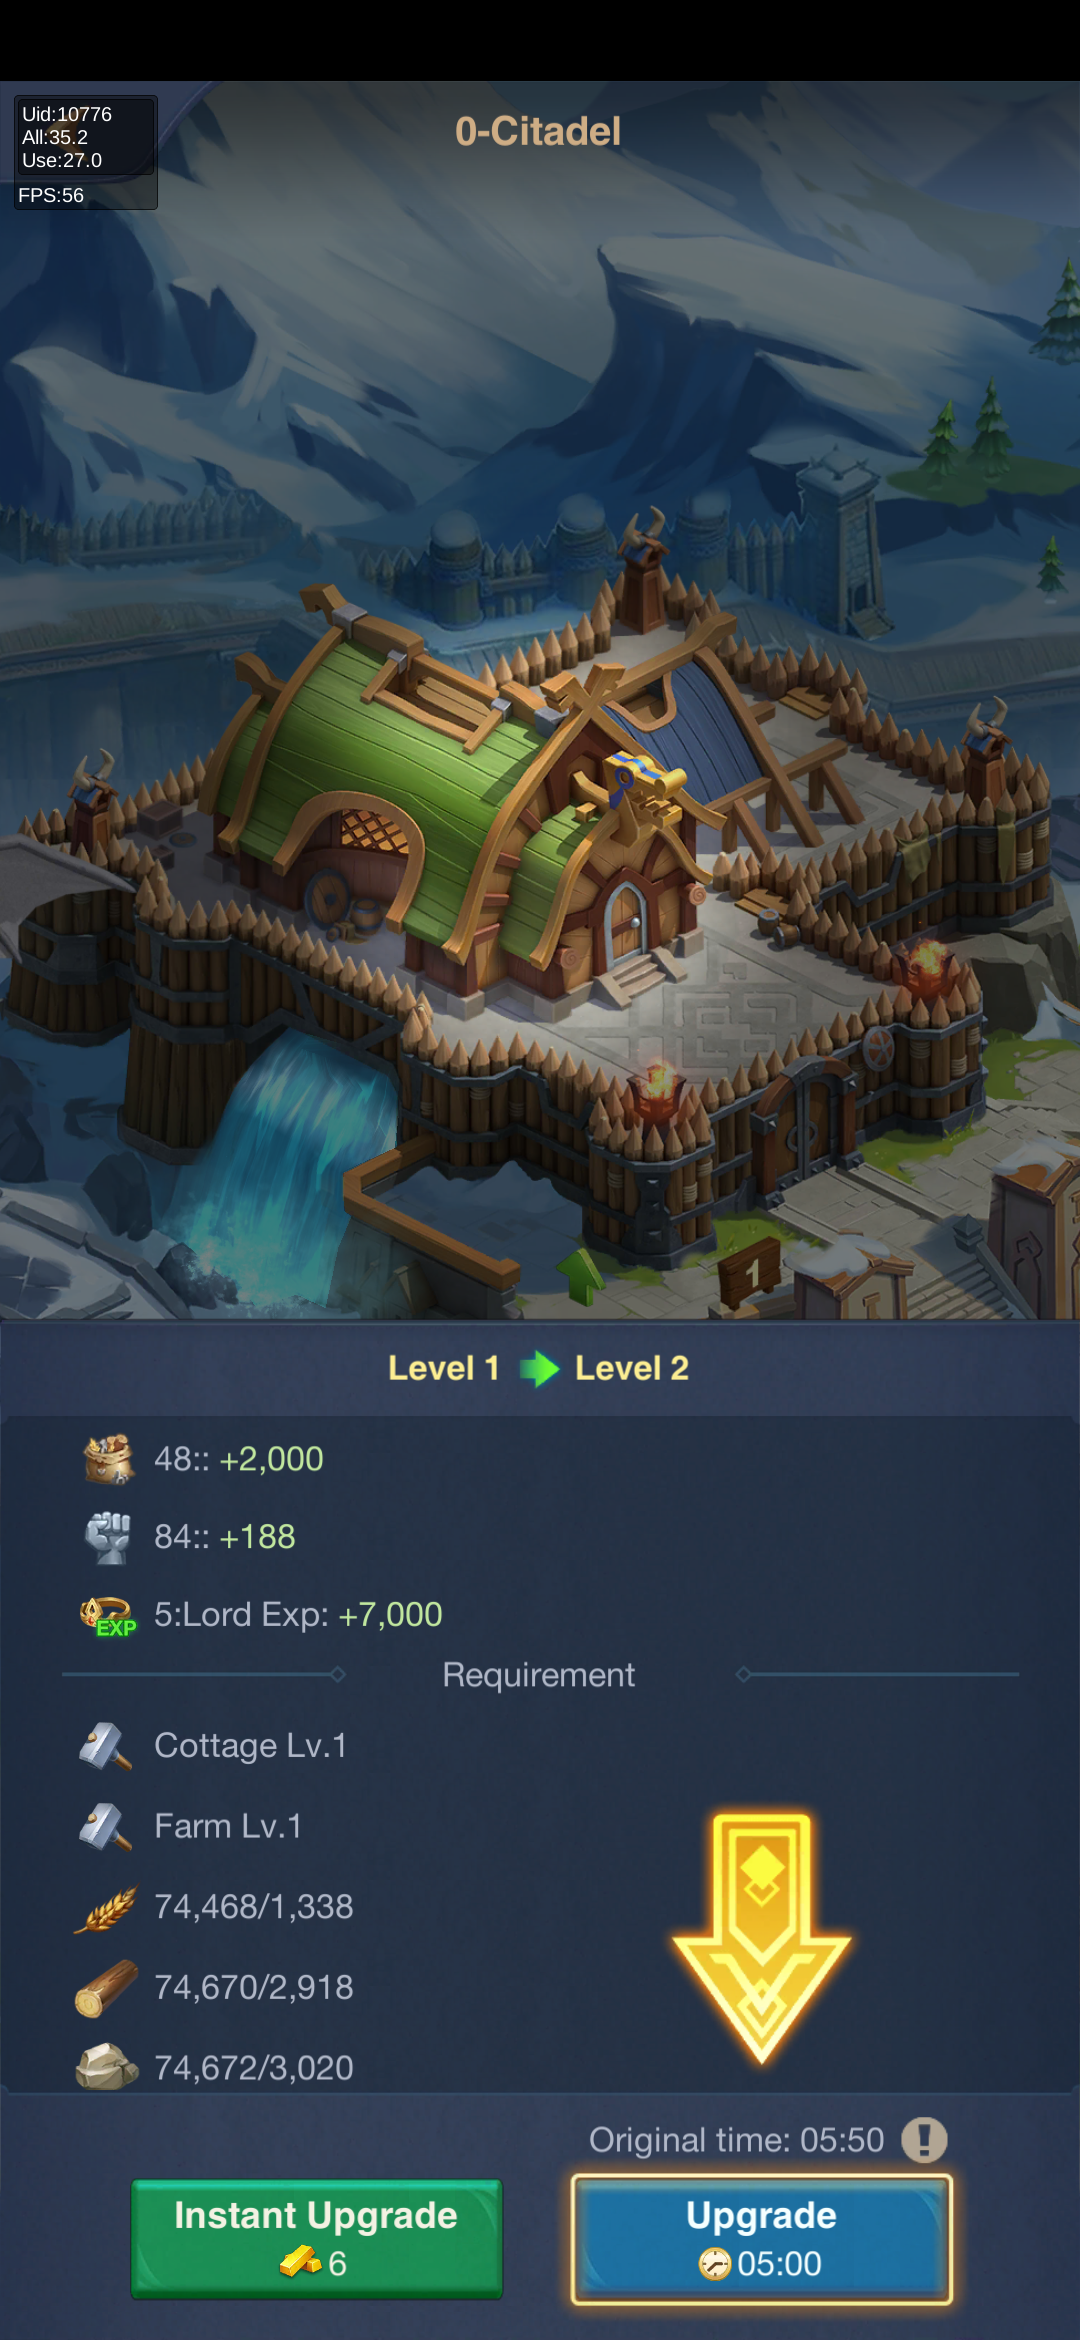 Uid:10776
All:35.2
Use:27.0
FPS:56
0-Citadel
1
Level 1 Level 2
48:: +2,000
84:: +188
EXP 5:Lord Exp: +7,000
Requirement
Cottage Lv.1
Farm Lv.1
74,468/1,338
74,670/2,918
74,672/3,020
Original time: 05:50
Instant Upgrade
6
Upgrade
05:00